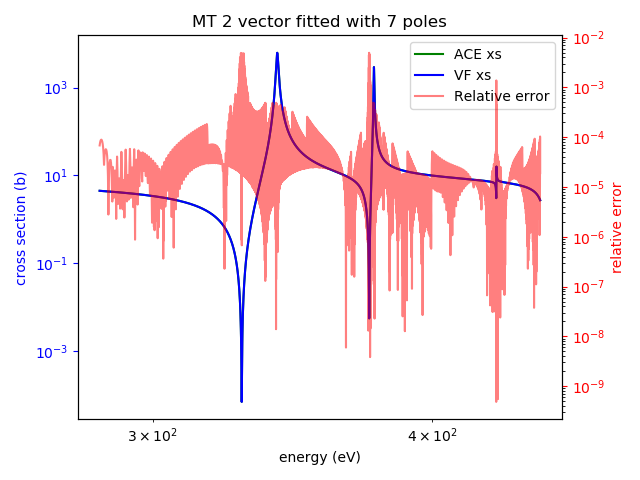 MT 2 vector fitted with 7 poles
ACE xs
VF xs
Relative error
cross section (b)
10^3
10^1
10^-1
10^-3
10^-2
10^-3
10^-4
10^-5
10^-6
10^-7
10^-8
10^-9
relative error
3 × 10^2
4 × 10^2
energy (eV)